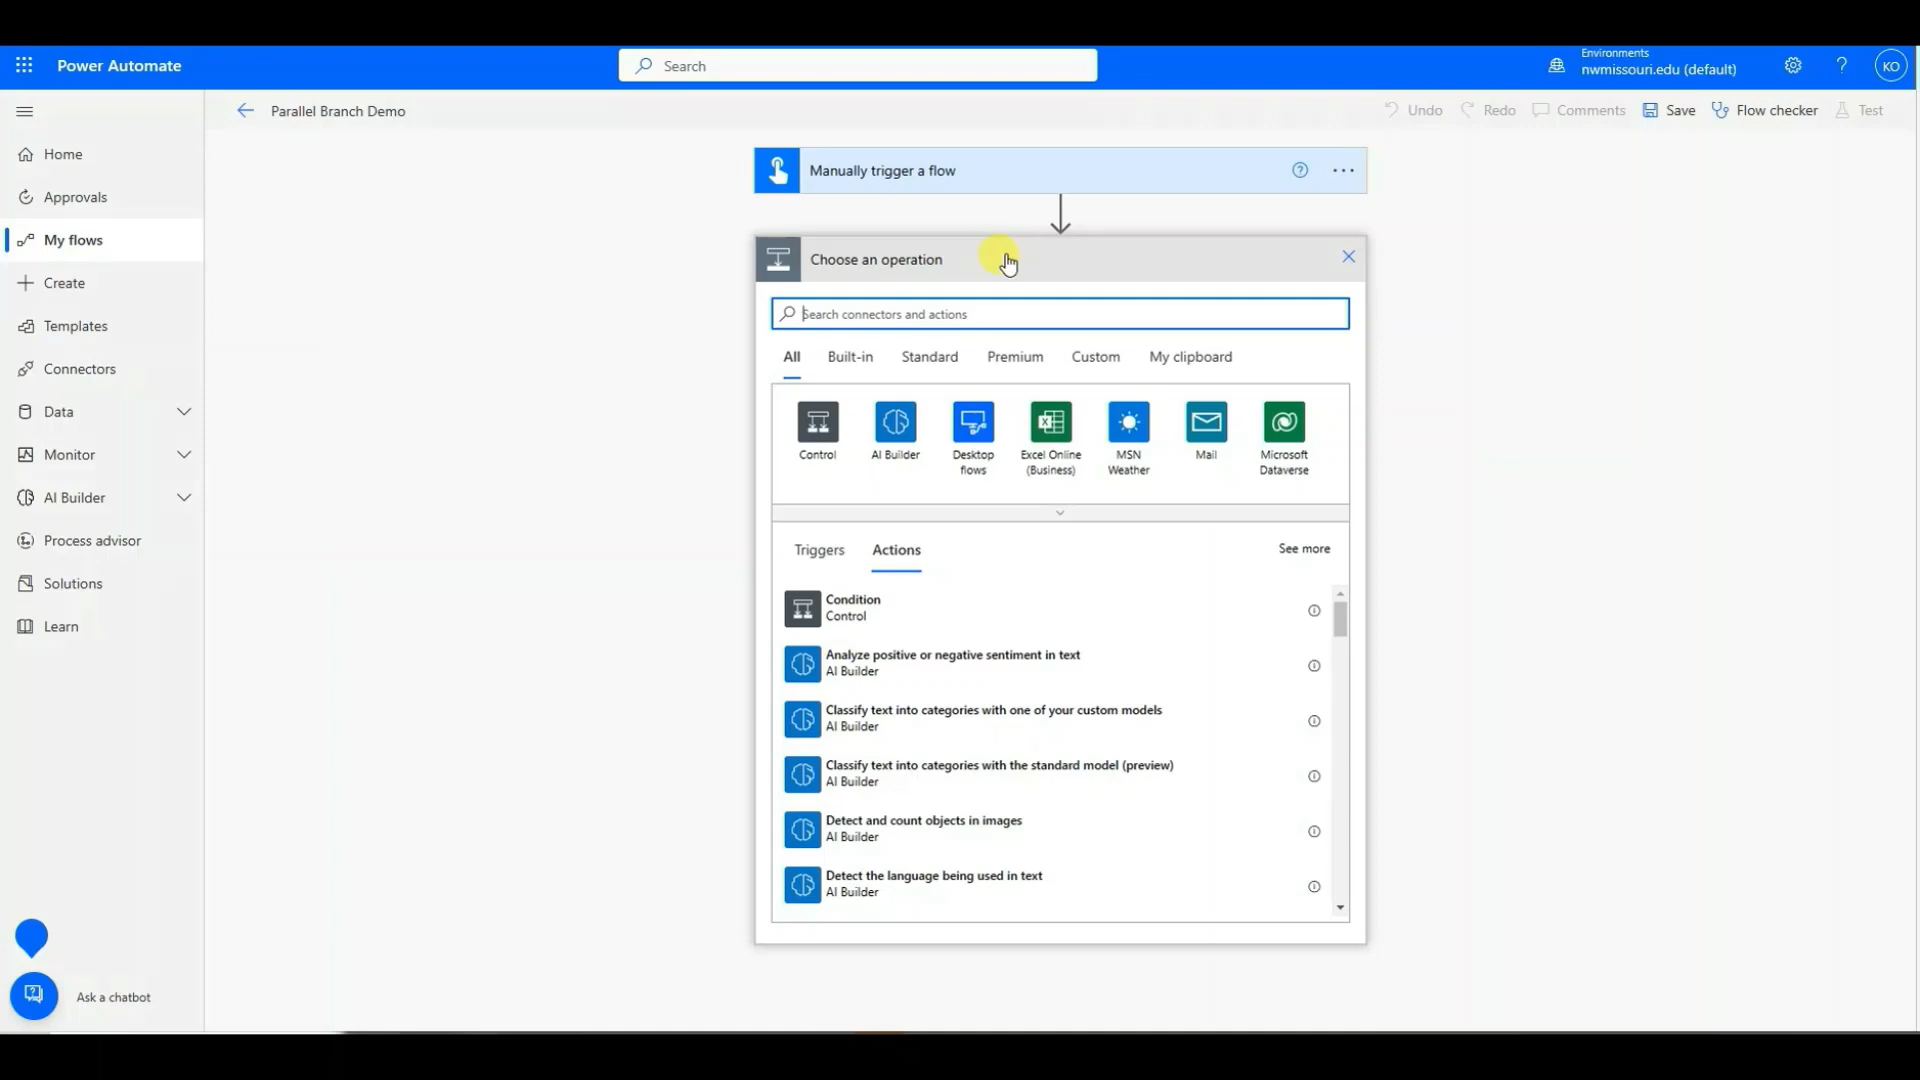 Power Automate
Search
Environments
nwmissouri.edu (default)
KO
Parallel Branch Demo
Undo
Redo
Comments
Save
Flow checker
Test
Home
Approvals
My flows
Create
Templates
Connectors
Data
Monitor
AI Builder
Process advisor
Solutions
Learn
Ask a chatbot
Manually trigger a flow
Choose an operation
Search connectors and actions
All
Built-in
Standard
Premium
Custom
My clipboard
Control
AI Builder
Desktop
flows
Excel Online
(Business)
MSN
Weather
Mail
Microsoft
Dataverse
Triggers
Actions
See more
Condition
Control
Analyze positive or negative sentiment in text
AI Builder
Classify text into categories with one of your custom models
AI Builder
Classify text into categories with the standard model (preview)
AI Builder
Detect and count objects in images
AI Builder
Detect the language being used in text
AI Builder